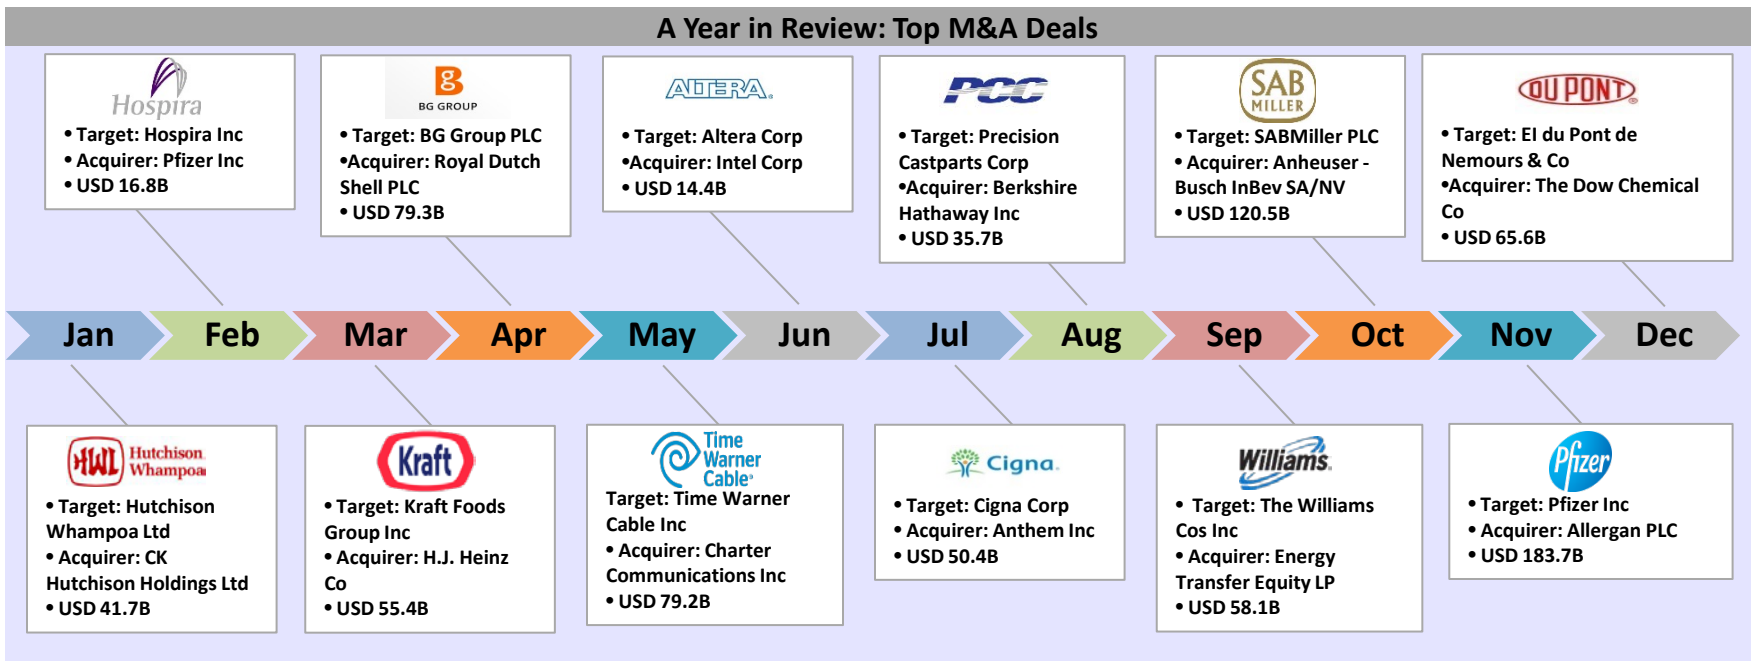 A Year in Review: Top M&A Deals
Hospira
• Target: Hospira Inc
• Acquirer: Pfizer Inc
• USD 16.8B
BG GROUP
• Target: BG Group PLC
•Acquirer: Royal Dutch
Shell PLC
• USD 79.3B
ALTERA®
• Target: Altera Corp
•Acquirer: Intel Corp
• USD 14.4B
PCC
• Target: Precision
Castparts Corp
•Acquirer: Berkshire
Hathaway Inc
• USD 35.7B
SAB
MILLER
• Target: SABMiller PLC
• Acquirer: Anheuser -
Busch InBev SA/NV
• USD 120.5B
DU PONT®
• Target: EI du Pont de
Nemours & Co
•Acquirer: The Dow Chemical
Co
• USD 65.6B
Jan
Feb
Mar
Apr
May
Jun
Jul
Aug
Sep
Oct
Nov
Dec
HWL Hutchison
Whampoa
• Target: Hutchison
Whampoa Ltd
• Acquirer: CK
Hutchison Holdings Ltd
• USD 41.7B
Kraft
• Target: Kraft Foods
Group Inc
• Acquirer: H.J. Heinz
Co
• USD 55.4B
Time
Warner
Cable®
Target: Time Warner
Cable Inc
• Acquirer: Charter
Communications Inc
• USD 79.2B
Cigna.
• Target: Cigna Corp
• Acquirer: Anthem Inc
• USD 50.4B
Williams.
• Target: The Williams
Cos Inc
• Acquirer: Energy
Transfer Equity LP
• USD 58.1B
Pfizer
• Target: Pfizer Inc
• Acquirer: Allergan PLC
• USD 183.7B